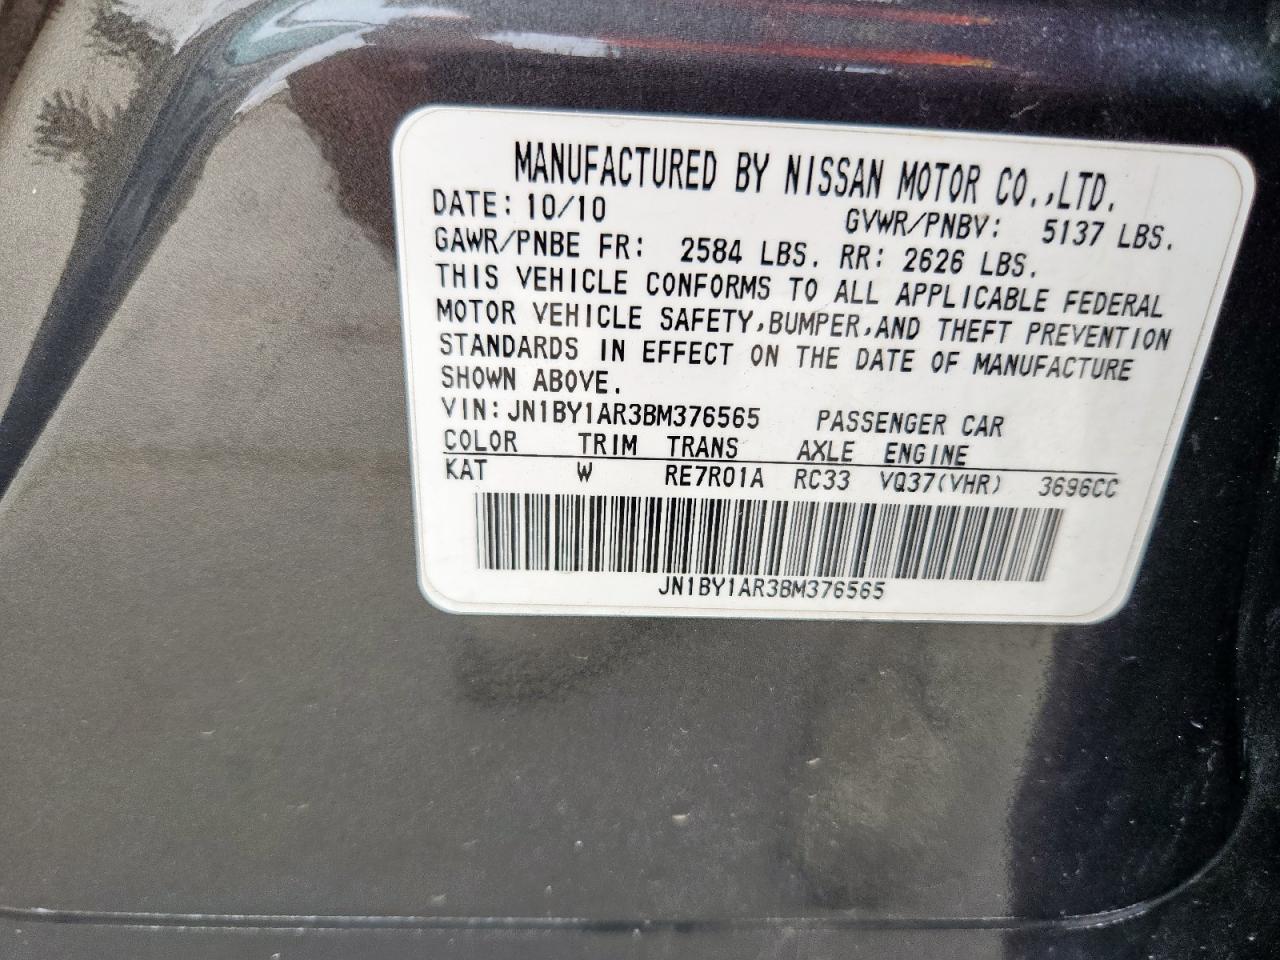 MANUFACTURED BY NISSAN MOTOR CO.,LTD.
DATE: 10/10 GVWR/PNBV: 5137 LBS.
GAWR/PNBE FR: 2584 LBS. RR: 2626 LBS.
THIS VEHICLE CONFORMS TO ALL APPLICABLE FEDERAL
MOTOR VEHICLE SAFETY,BUMPER,AND THEFT PREVENTION
STANDARDS IN EFFECT ON THE DATE OF MANUFACTURE
SHOWN ABOVE.
VIN: JN1BY1AR3BM376565 PASSENGER CAR
COLOR TRIM TRANS AXLE ENGINE
KAT W RE7R01A RC33 VQ37(VHR) 3696CC
JN1BY1AR3BM376565